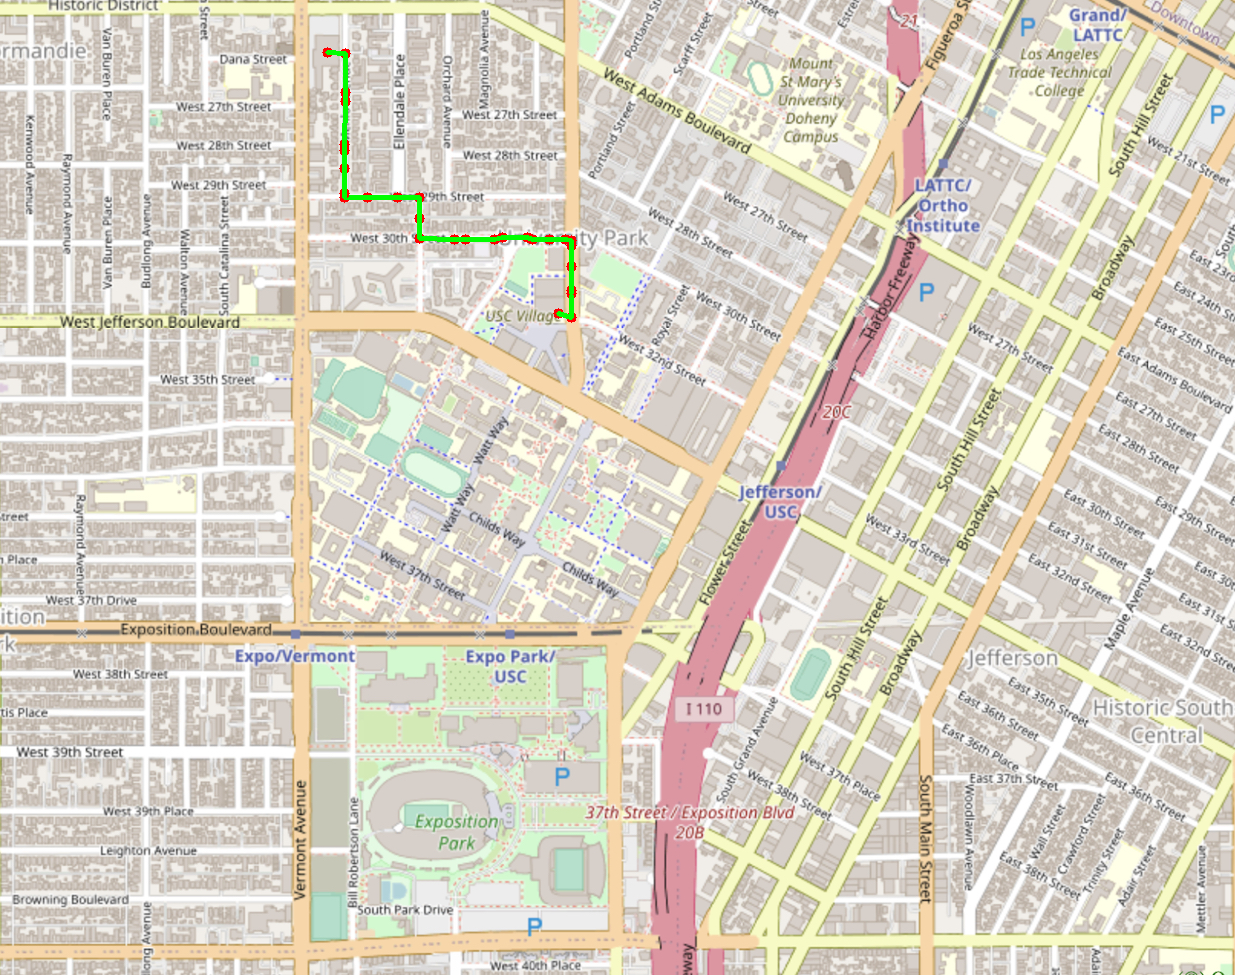 Historic District
Street
21
Figueroa S
P
Grand/
LATTC
Downtown
ormandie
Van Buren Place
Dana Street
Ellendale Place
Orchard Avenue
Magnolia Avenue
Portland St
Scarff Street
Estre
Mount
St Mary's
University
Doheny
Campus
Los Angeles
Trade Technical
College
South Hill Street
P
West Adams Boulevard
West 27th Street
West 27th Street
Portland Street
Kenwood Avenue
Raymond Avenue
West 28th Street
West 28th Street
West 21st Street
West 29th Street
29th Street
Van Buren Place
Budlong Avenue
Walton Avenue
South Catalina Street
West 27th Street
West 28th Street
LATTC/
Ortho
Institute
West 30th S
University Park
Broadway
East 23rd
East 24th Street
P
Harbor Freeway
USC Village
Royal Street
West 30th Street
West 32nd Street
West Jefferson Boulevard
West 27th Street
East 25th Street
East Adams Boulevard
West 35th Street
20C
East 27th Street
East 28th Street
South Hill Street
Watt Way
Watt Way
Jefferson/
USC
Raymond Avenue
treet
Childs Way
Childs Way
West 37th Street
Flower Street
West 33rd Street
Broadway
East 30th Street
East 29th Street
East 31st Street
East 30
East 32nd Street
n Place
West 37th Drive
ition
rk
Exposition Boulevard
Expo/Vermont
Expo Park/
USC
Maple Avenue
East 31s
East 32nd
South Hill Street
Broadway
Jefferson
West 38th Street
East 35th Street
East 36th Street
East 36th Place
Historic South
Central
tis Place
I 110
West 39th Street
South Grand Avenue
West 37th Place
West 38th Street
P
East 37th Street
East 36th Street
West 39th Place
Exposition
Park
37th Street / Exposition Blvd
20B
Vermont Avenue
Bill Robertson Lane
South Main Street
Woodlawn Avenue
Wall Street
Crawford Street
Trinity Street
Adair Street
Mettler Avenue
Leighton Avenue
East 38th Street
Browning Boulevard
South Park Drive
P
long Avenue
way
West 40th Place